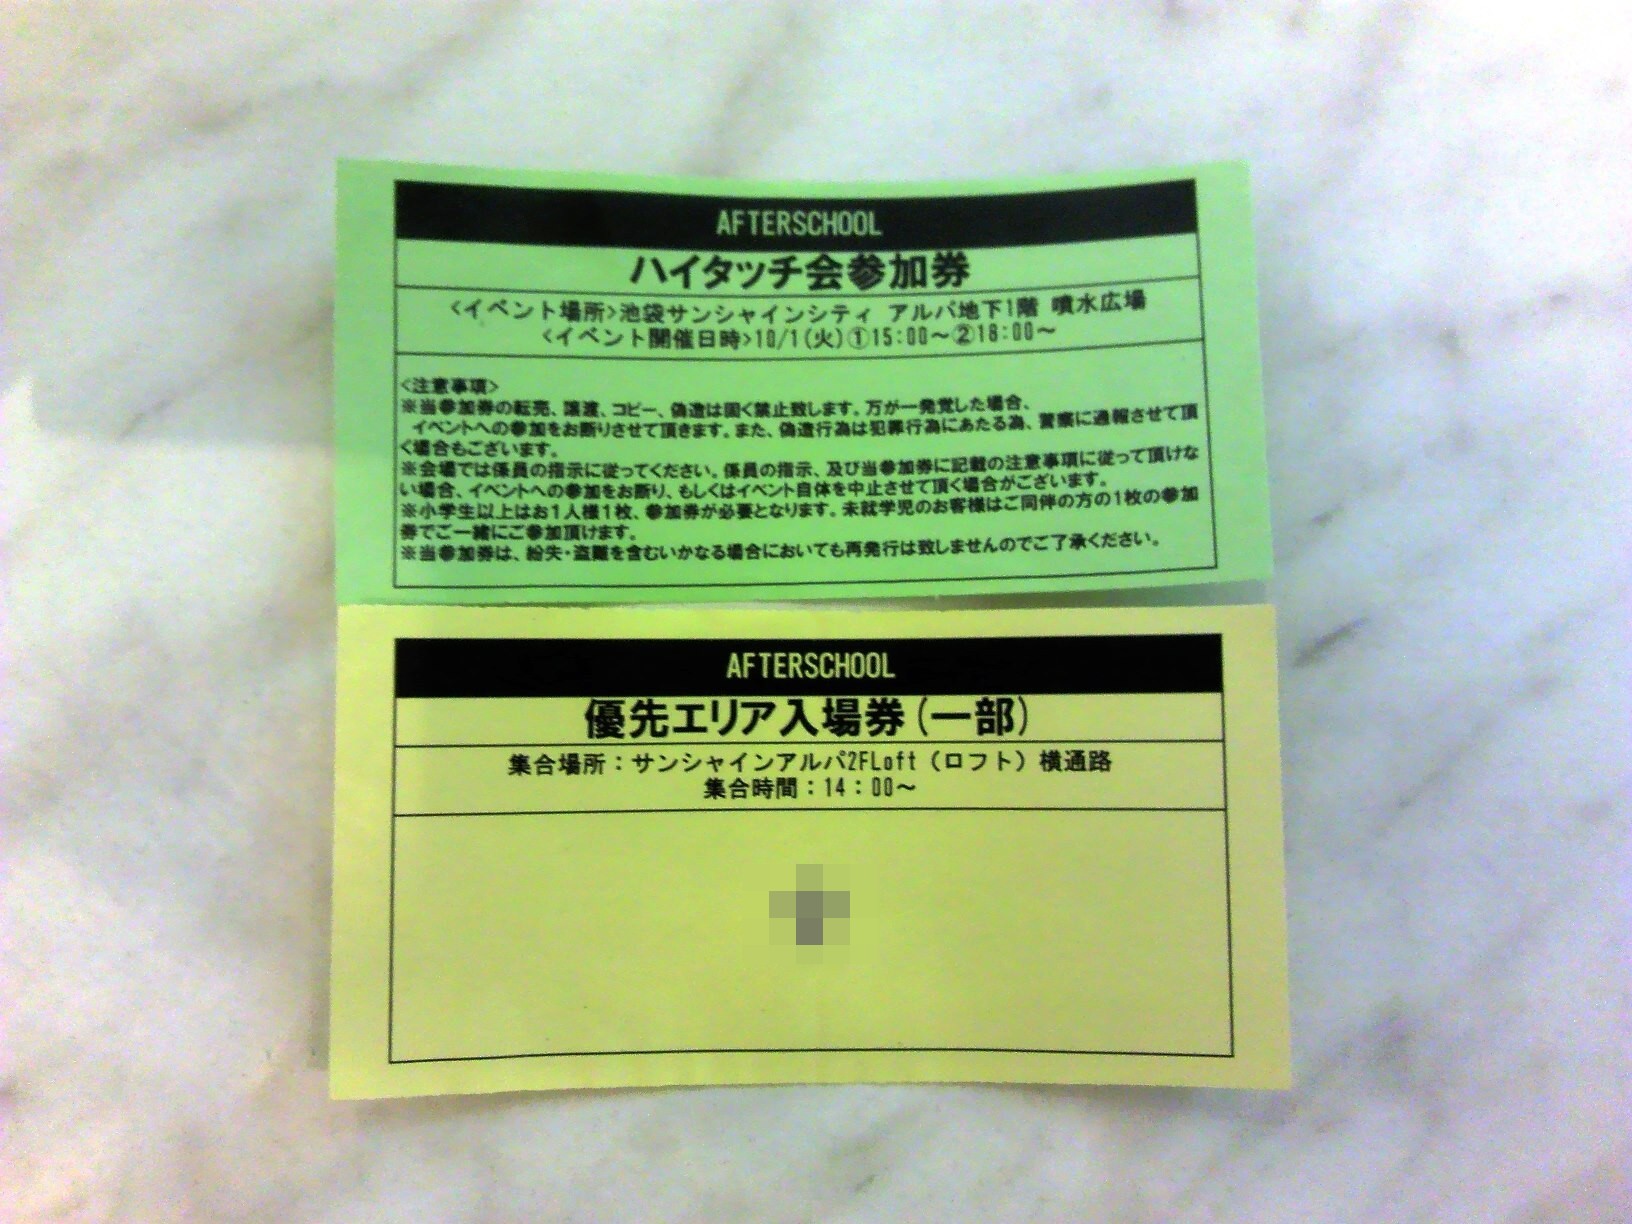 AFTERSCHOOL
ハイタッチ会参加券
<イベント場所>池袋サンシャインシティ アルパ地下1階 噴水広場
<イベント開催日時>10/1(火)①15:00～②18:00～
<注意事項>
※当参加券の転売、譲渡、コピー、偽造は固く禁止致します。万が一発覚した場合、
イベントへの参加をお断りさせて頂きます。また、偽造行為は犯罪行為にあたる為、警察に通報させて頂
く場合もございます。
※会場では係員の指示に従ってください。係員の指示、及び当参加券に記載の注意事項に従って頂けな
い場合、イベントへの参加をお断り、もしくはイベント自体を中止させて頂く場合がございます。
※小学生以上はお1人様1枚、参加券が必要となります。未就学児のお客様はご同伴の方の1枚の参加
券でご一緒にご参加頂けます。
※当参加券は、紛失・盗難を含むいかなる場合においても再発行は致しませんのでご了承ください。
AFTERSCHOOL
優先エリア入場券(一部)
集合場所：サンシャインアルパ2FLoft（ロフト）横通路
集合時間：14：00～